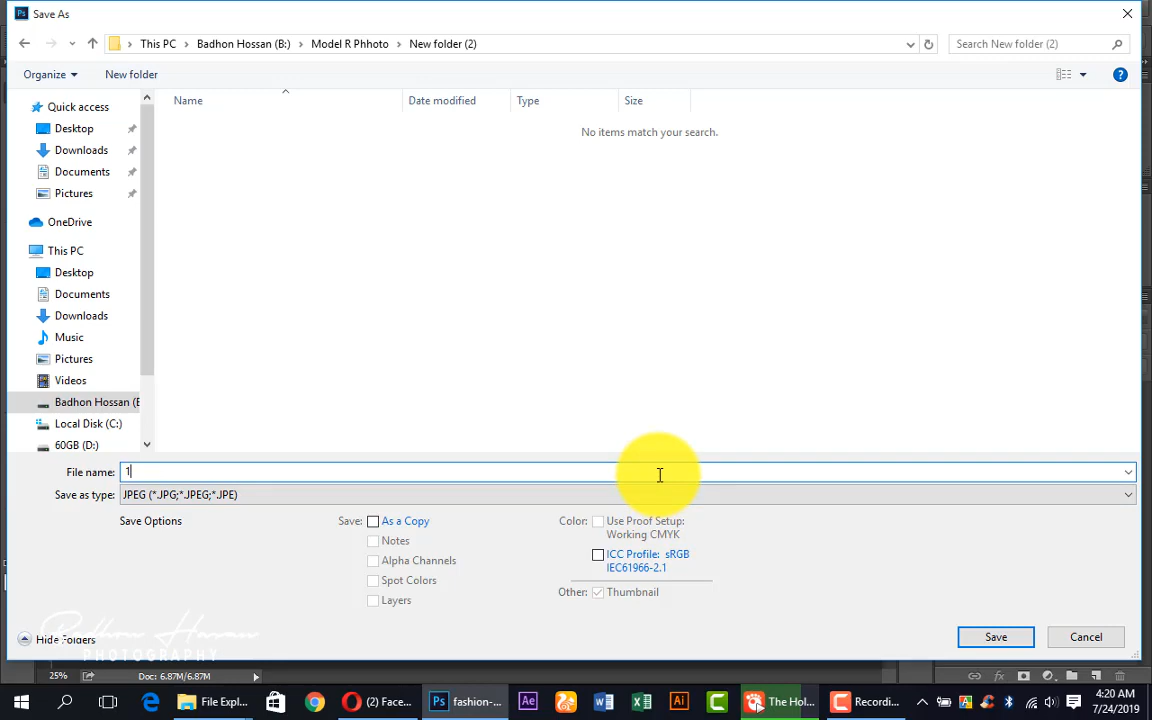 Save As
This PC > Badhon Hossan (B:) > Model R Phhoto > New folder (2)
Search New folder (2)
Organize
New folder
Name
Date modified
Type
Size
No items match your search.
Quick access
Desktop
Downloads
Documents
Pictures
OneDrive
This PC
Desktop
Documents
Downloads
Music
Pictures
Videos
Badhon Hossan (B
Local Disk (C:)
60GB (D:)
File name: 1
Save as type: JPEG (*.JPG;*.JPEG;*.JPE)
Save Options
Save: As a Copy
Notes
Alpha Channels
Spot Colors
Layers
Color: Use Proof Setup:
Working CMYK
ICC Profile: sRGB
IEC61966-2.1
Other: Thumbnail
Hide Folders
PHOTOGRAPHY
Save
Cancel
25%
Doc: 6.87M/6.87M
File Expl...
(2) Face...
fashion-...
The Hol...
Recordi...
4:20 AM
7/24/2019